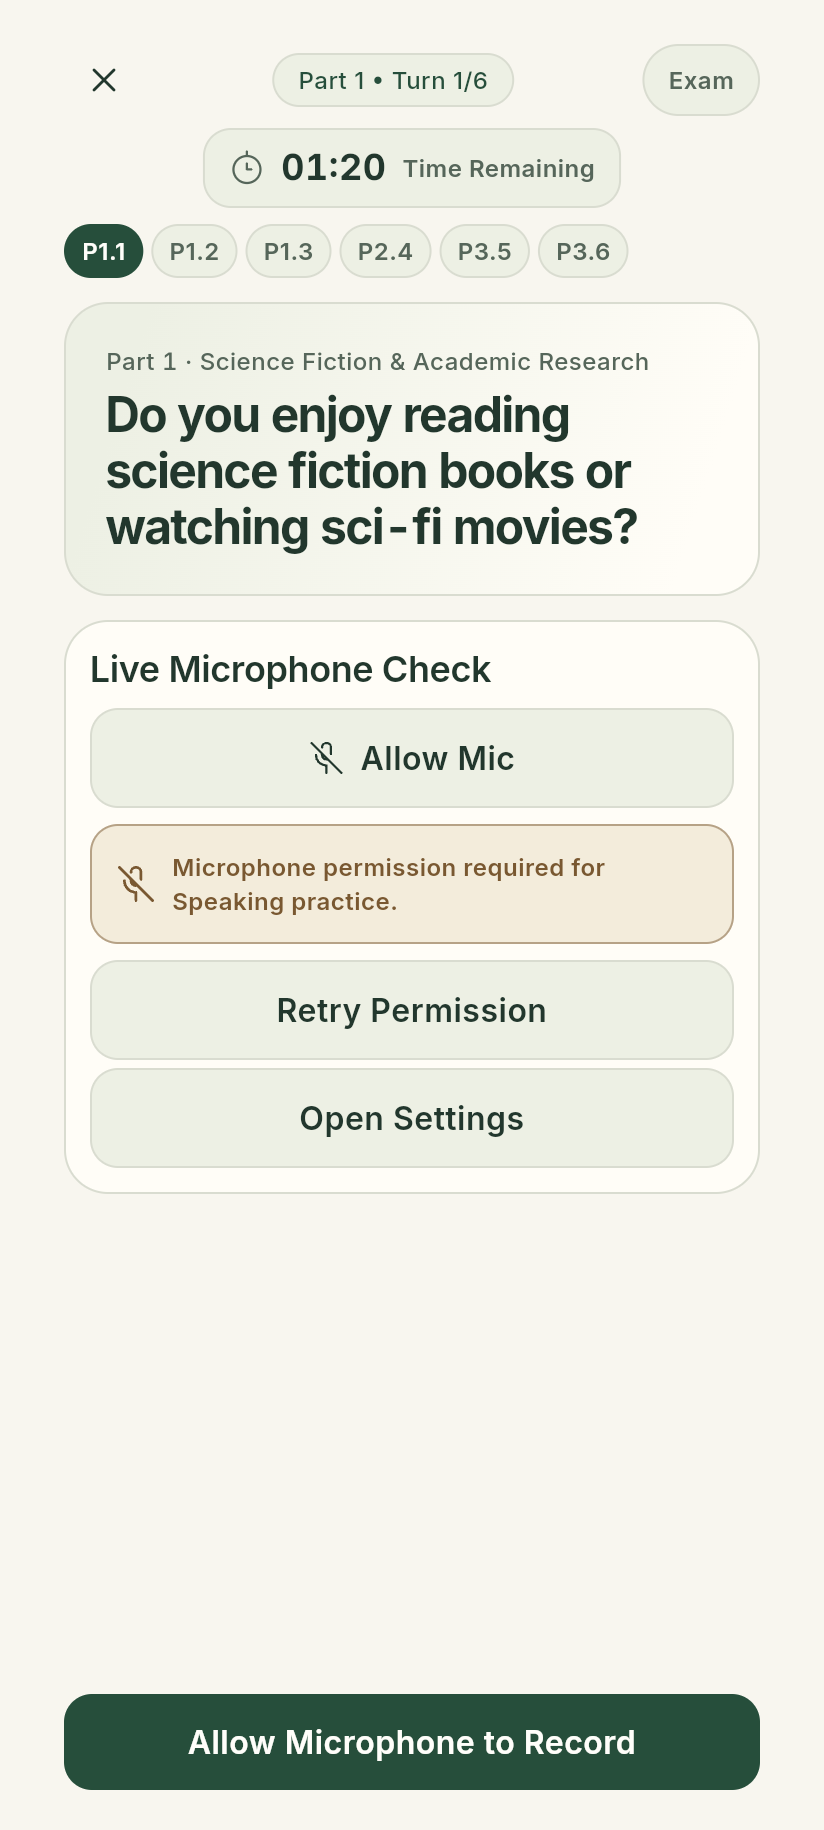 Part 1 • Turn 1/6
Exam
01:20 Time Remaining
P1.1 P1.2 P1.3 P2.4 P3.5 P3.6
Part 1 · Science Fiction & Academic Research
Do you enjoy reading
science fiction books or
watching sci-fi movies?
Live Microphone Check
Allow Mic
Microphone permission required for
Speaking practice.
Retry Permission
Open Settings
Allow Microphone to Record